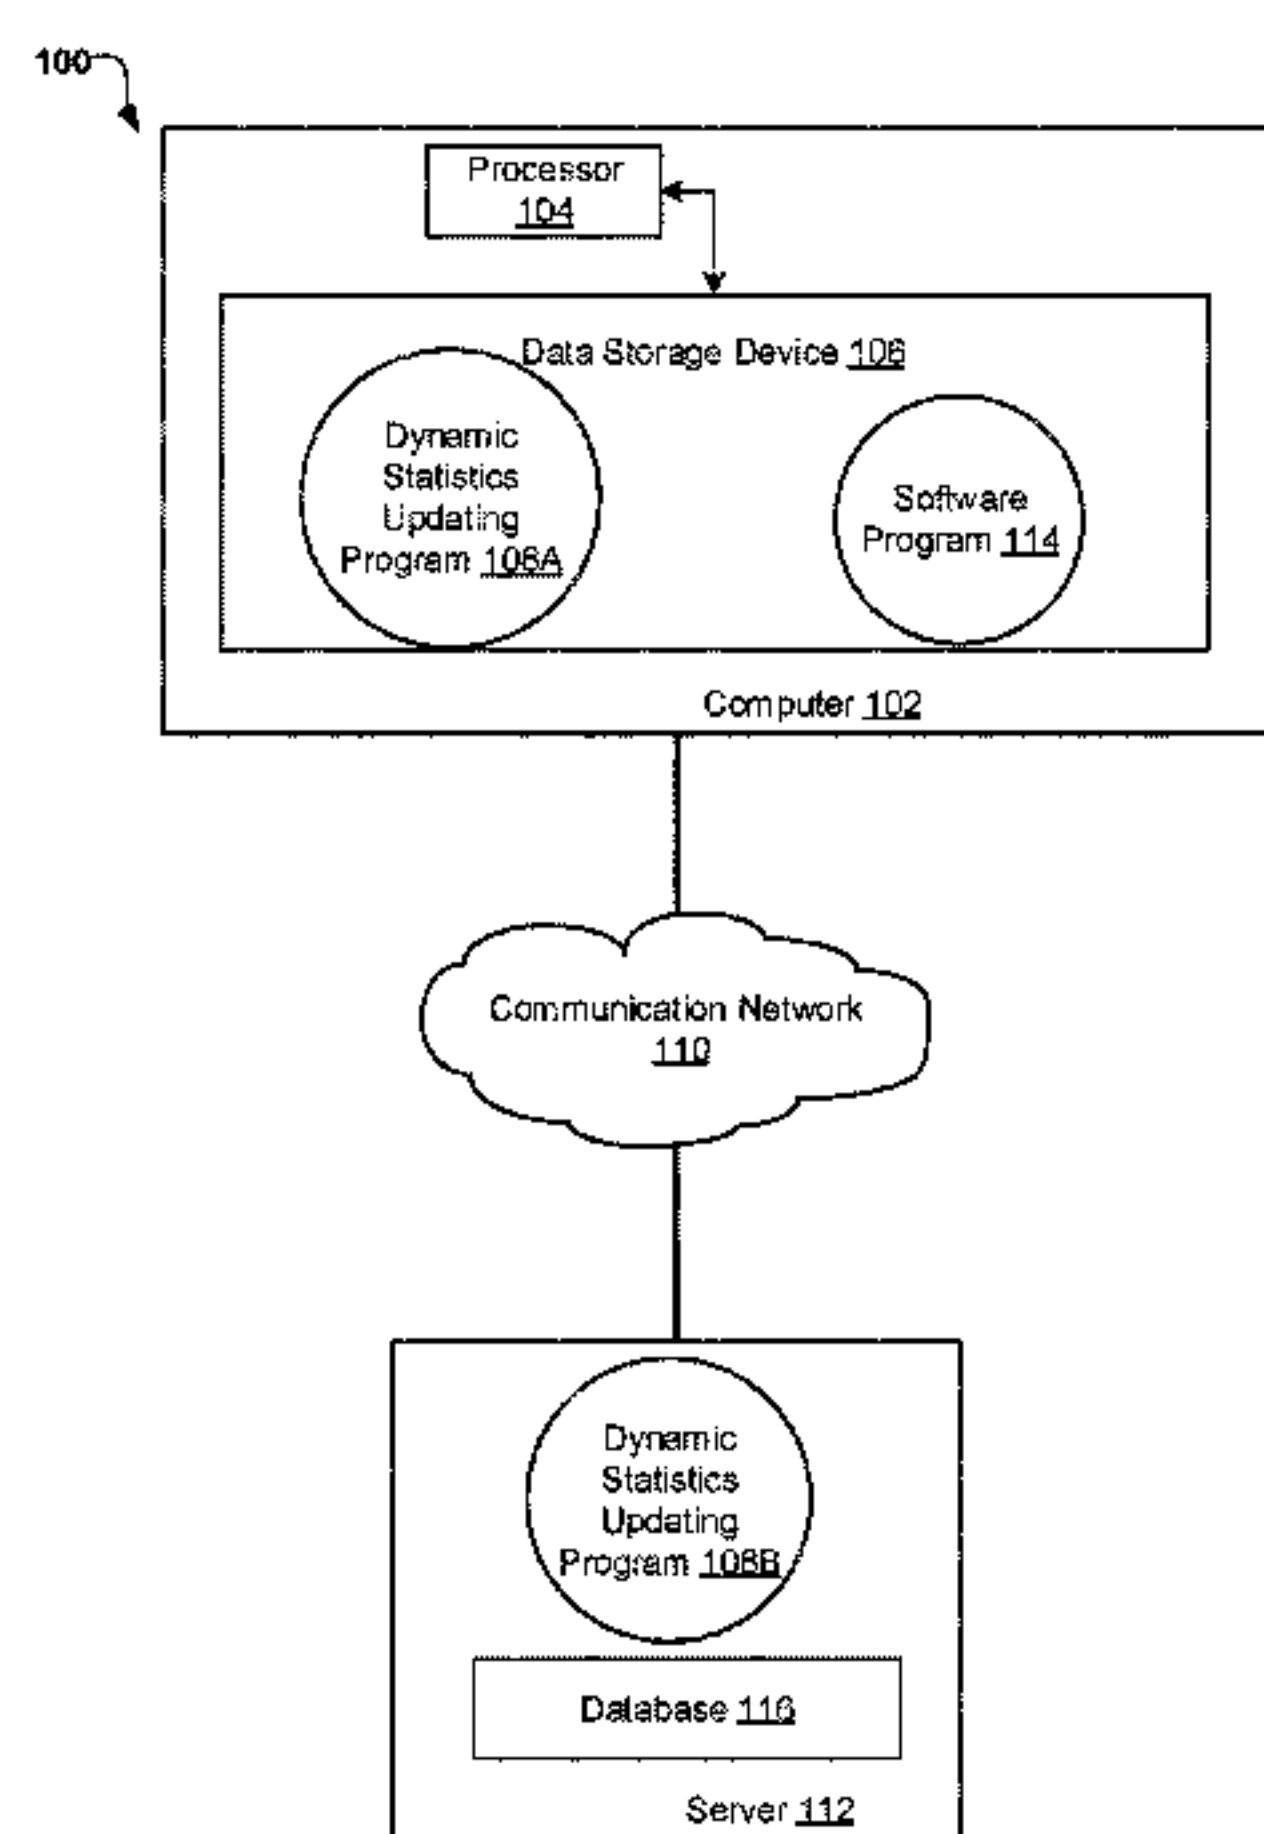 100
Processor
104
Data Storage Device 106
Dynamic
Statistics
Updating
Program 108A
Software
Program 114
Computer 102
Communication Network
110
Dynamic
Statistics
Updating
Program 108B
Database 116
Server 112